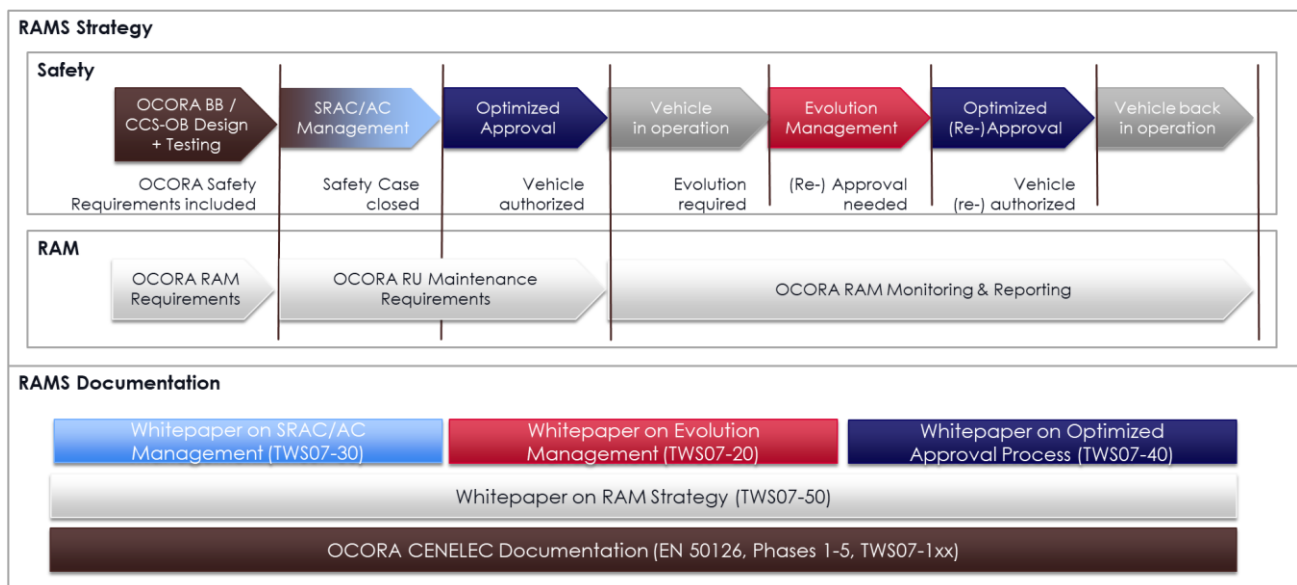 RAMS Strategy
Safety
OCORA BB /
CCS-OB Design
+ Testing
SRAC/AC
Management
Optimized
Approval
Vehicle
in operation
Evolution
Management
Optimized
(Re-)Approval
Vehicle back
in operation
OCORA Safety
Requirements included
Safety Case
closed
Vehicle
authorized
Evolution
required
(Re-) Approval
needed
Vehicle
(re-) authorized
RAM
OCORA RAM
Requirements
OCORA RU Maintenance
Requirements
OCORA RAM Monitoring & Reporting
RAMS Documentation
Whitepaper on SRAC/AC
Management (TWS07-30)
Whitepaper on Evolution
Management (TWS07-20)
Whitepaper on Optimized
Approval Process (TWS07-40)
Whitepaper on RAM Strategy (TWS07-50)
OCORA CENELEC Documentation (EN 50126, Phases 1-5, TWS07-1xx)